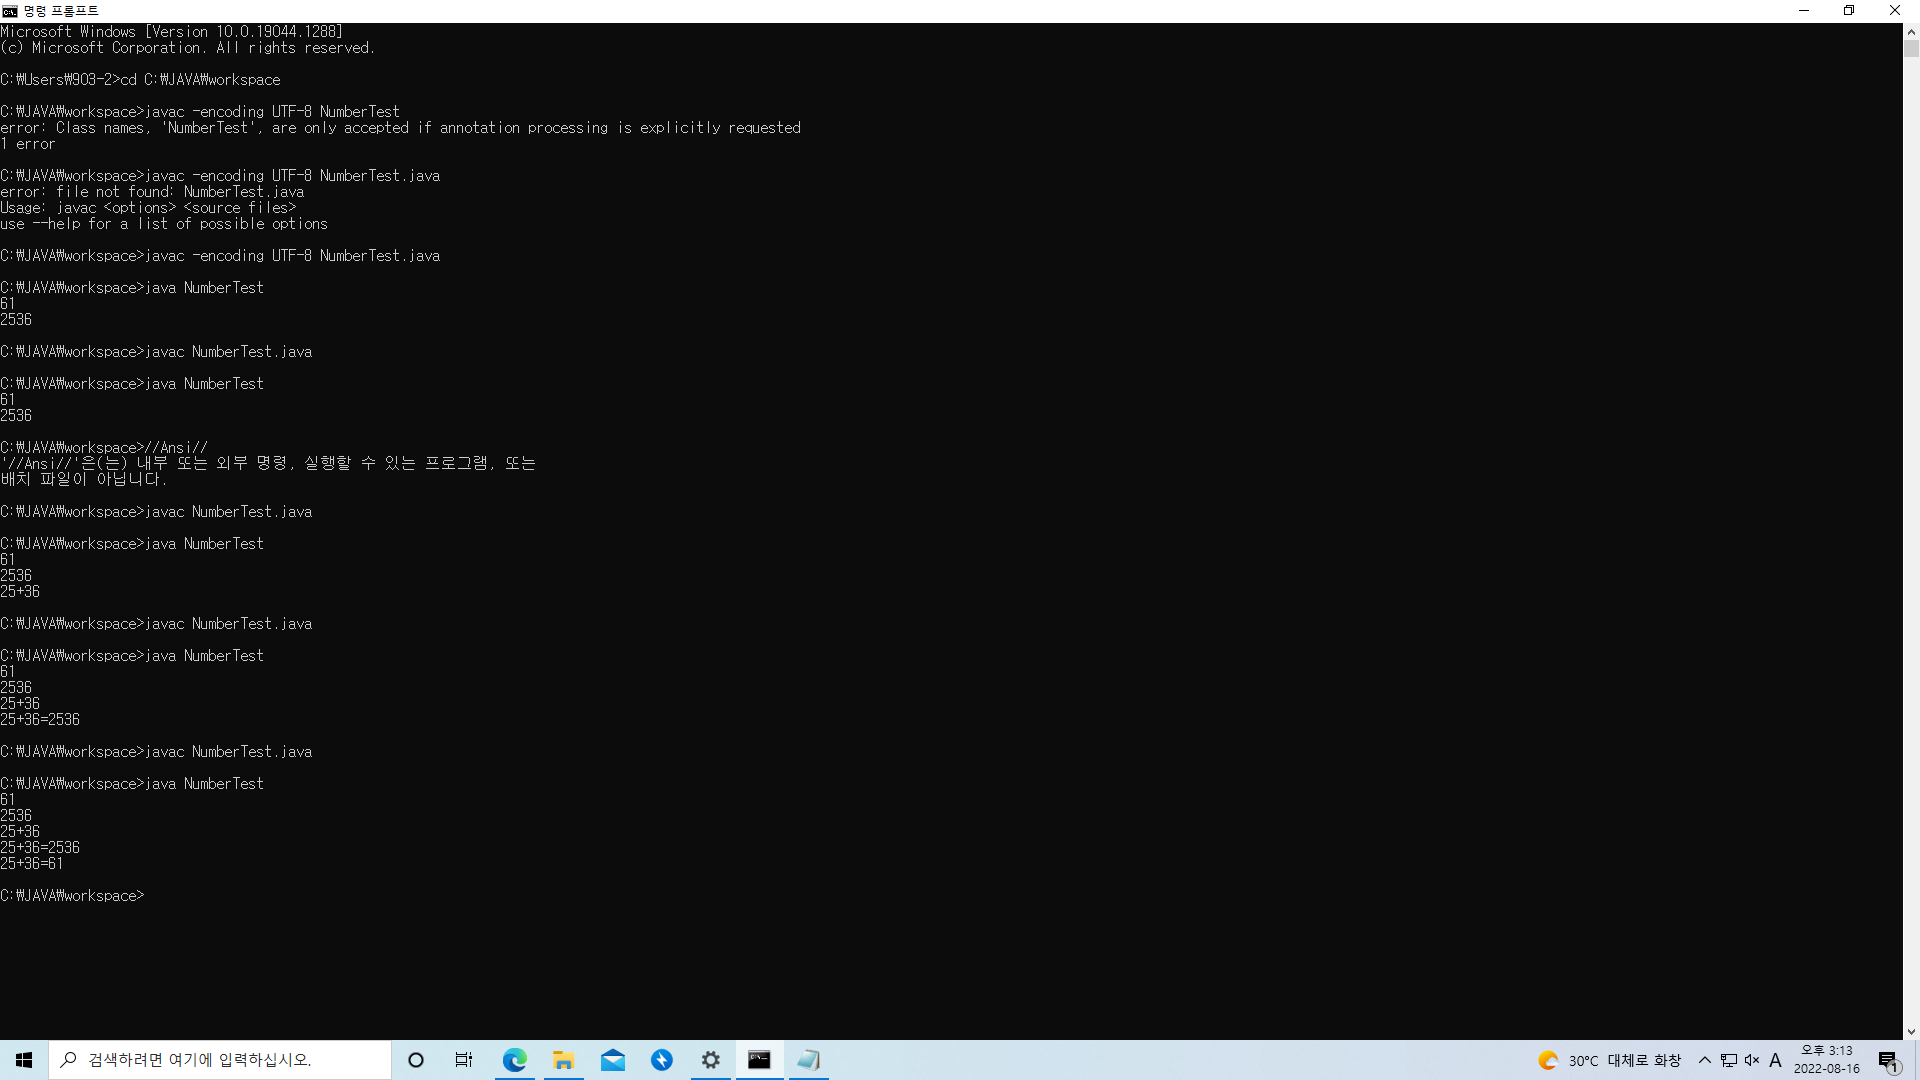 명령 프롬프트
Microsoft Windows [Version 10.0.19044.1288]
(c) Microsoft Corporation. All rights reserved.
C:₩Users₩903-2>cd C:₩JAVA₩workspace
C:₩JAVA₩workspace>javac -encoding UTF-8 NumberTest
error: Class names, 'NumberTest', are only accepted if annotation processing is explicitly requested
1 error
C:₩JAVA₩workspace>javac -encoding UTF-8 NumberTest.java
error: file not found: NumberTest.java
Usage: javac <options> <source files>
use --help for a list of possible options
C:₩JAVA₩workspace>javac -encoding UTF-8 NumberTest.java
C:₩JAVA₩workspace>java NumberTest
61
2536
C:₩JAVA₩workspace>javac NumberTest.java
C:₩JAVA₩workspace>java NumberTest
61
2536
C:₩JAVA₩workspace>//Ansi//
'//Ansi//'은(는) 내부 또는 외부 명령, 실행할 수 있는 프로그램, 또는
배치 파일이 아닙니다.
C:₩JAVA₩workspace>javac NumberTest.java
C:₩JAVA₩workspace>java NumberTest
61
2536
25+36
C:₩JAVA₩workspace>javac NumberTest.java
C:₩JAVA₩workspace>java NumberTest
61
2536
25+36
25+36=2536
C:₩JAVA₩workspace>javac NumberTest.java
C:₩JAVA₩workspace>java NumberTest
61
2536
25+36
25+36=2536
25+36=61
C:₩JAVA₩workspace>
검색하려면 여기에 입력하십시오.
30°C 대체로 화창
A
오후 3:13
2022-08-16
1